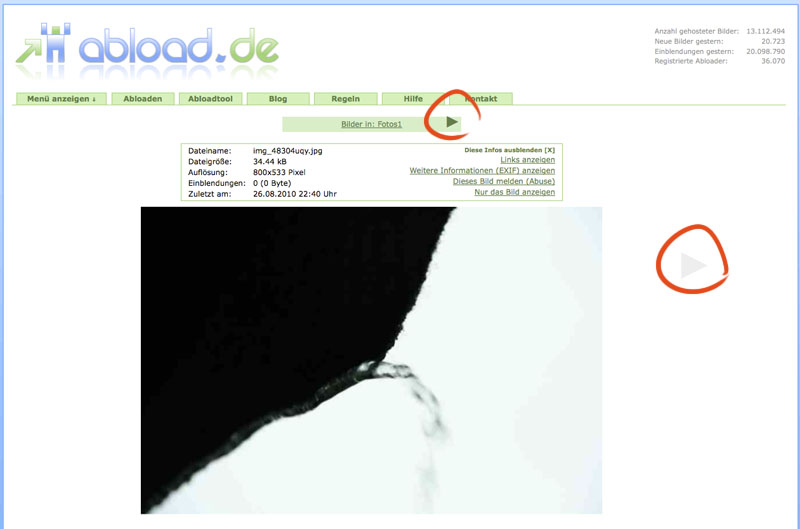 abload.de
Anzahl gehosteter Bilder: 13.112.494
Neue Bilder gestern: 20.723
Einblendungen gestern: 20.098.790
Registrierte Abloader: 36.070
Menü anzeigen ↓ Abloaden Abloadtool Blog Regeln Hilfe Kontakt
Bilder in: Fotos1
Dateiname: img_48304uqy.jpg Diese Infos ausblenden [X]
Dateigröße: 34.44 kB Links anzeigen
Auflösung: 800x533 Pixel Weitere Informationen (EXIF) anzeigen
Einblendungen: 0 (0 Byte) Dieses Bild melden (Abuse)
Zuletzt am: 26.08.2010 22:40 Uhr Nur das Bild anzeigen